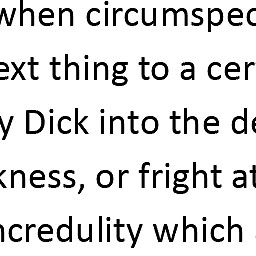 when circumspec
ext thing to a cer
y Dick into the de
kness, or fright at
ncredulity which